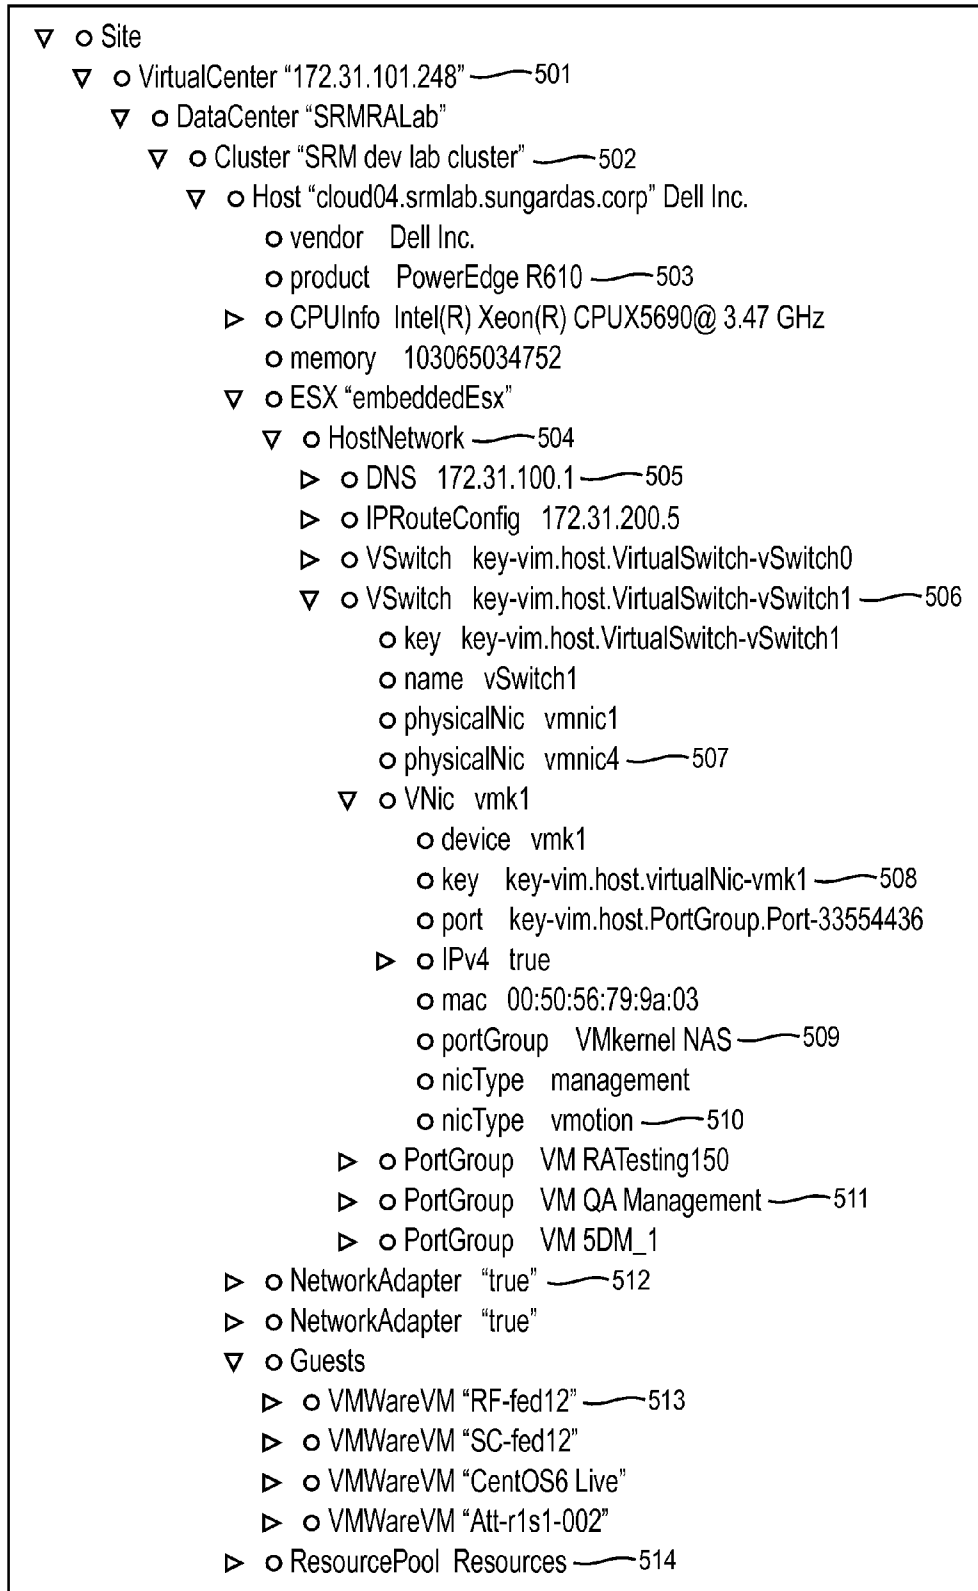 Site
VirtualCenter “172.31.101.248” 501
DataCenter “SRMRALab”
Cluster “SRM dev lab cluster” 502
Host “cloud04.srmlab.sungardas.corp” Dell Inc.
vendor Dell Inc.
product PowerEdge R610 503
CPUInfo Intel(R) Xeon(R) CPUX5690@ 3.47 GHz
memory 103065034752
ESX “embeddedEsx”
HostNetwork 504
DNS 172.31.100.1 505
IPRouteConfig 172.31.200.5
VSwitch key-vim.host.VirtualSwitch-vSwitch0
VSwitch key-vim.host.VirtualSwitch-vSwitch1 506
key key-vim.host.VirtualSwitch-vSwitch1
name vSwitch1
physicalNic vmnic1
physicalNic vmnic4 507
VNic vmk1
device vmk1
key key-vim.host.virtualNic-vmk1 508
port key-vim.host.PortGroup.Port-33554436
IPv4 true
mac 00:50:56:79:9a:03
portGroup VMkernel NAS 509
nicType management
nicType vmotion 510
PortGroup VM RATesting150
PortGroup VM QA Management 511
PortGroup VM 5DM_1
NetworkAdapter “true” 512
NetworkAdapter “true”
Guests
VMWareVM “RF-fed12” 513
VMWareVM “SC-fed12”
VMWareVM “CentOS6 Live”
VMWareVM “Att-r1s1-002”
ResourcePool Resources 514